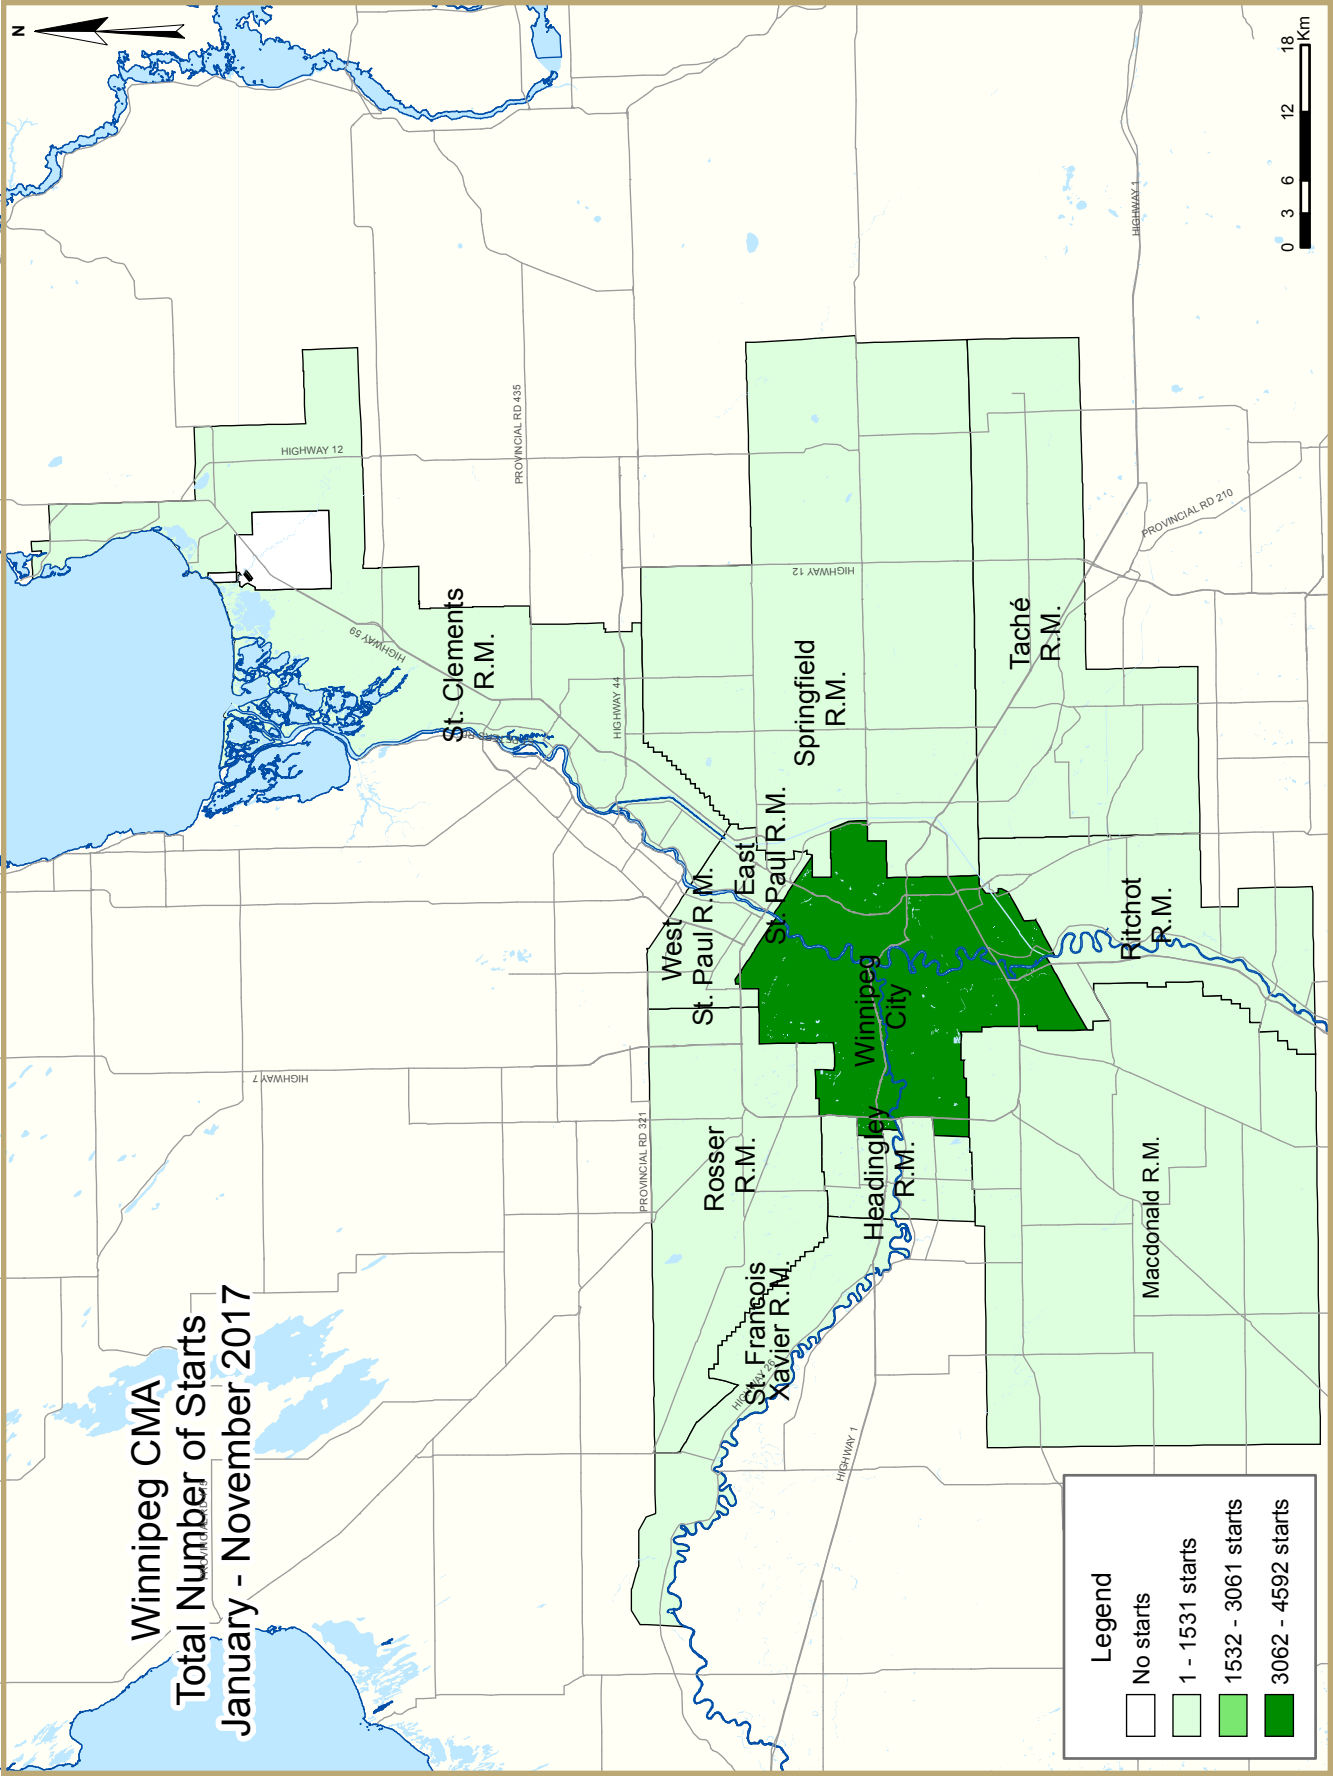 Winnipeg CMA
Total Number of Starts
January - November 2017
N
HIGHWAY 12
PROVINCIAL RD 435
HIGHWAY 59
St. Clements
R.M.
HIGHWAY 44
HIGHWAY 7
PROVINCIAL RD 321
West
St. Paul R.M.
East
St. Paul R.M.
Rosser
R.M.
St. Francois
Xavier R.M.
HIGHWAY 26
Springfield
R.M.
HIGHWAY 12
Winnipeg
City
Headingley
R.M.
HIGHWAY 1
Taché
R.M.
HIGHWAY 1
PROVINCIAL RD 210
Ritchot
R.M.
Macdonald R.M.
Legend
No starts
1 - 1531 starts
1532 - 3061 starts
3062 - 4592 starts
0 3 6 12 18
Km